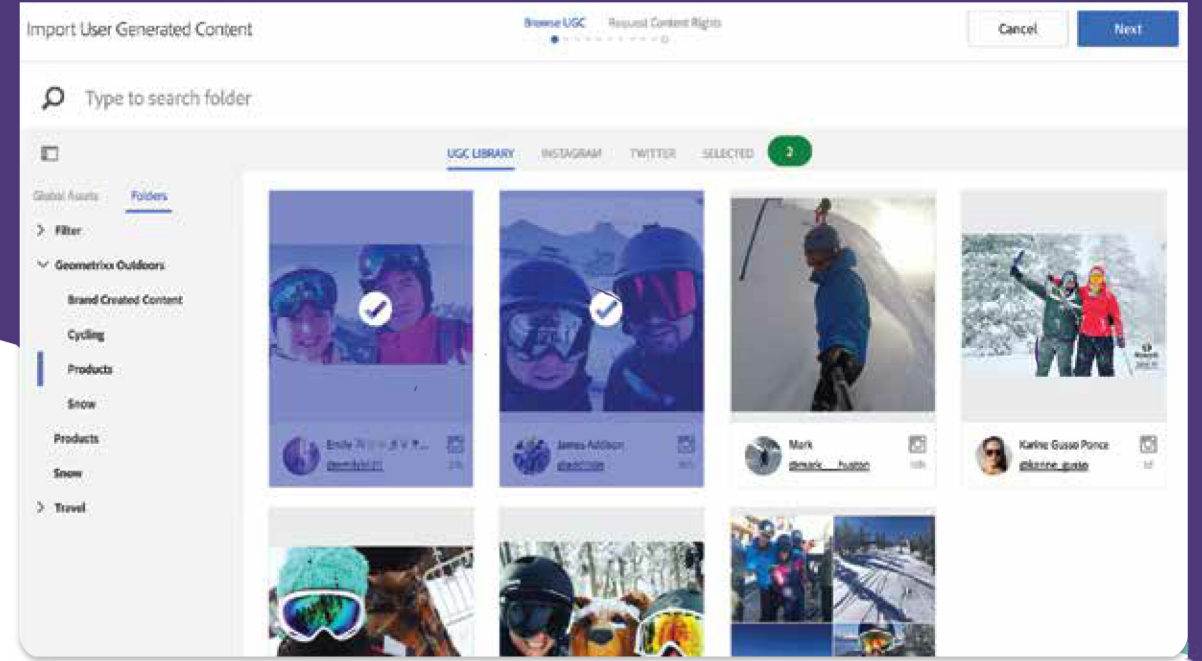 Import User Generated Content
Browse UGC
Request Content Rights
Cancel
Next
Type to search folder
UGC LIBRARY
INSTAGRAM
TWITTER
SELECTED
2
Global Assets
Folders
Filter
Geometrixx Outdoors
Brand Created Content
Cycling
Products
Snow
Products
Snow
Travel
Emile
James Addison
Mark
@mark__huston
Karine Gusso Ponce
@karine_gusso